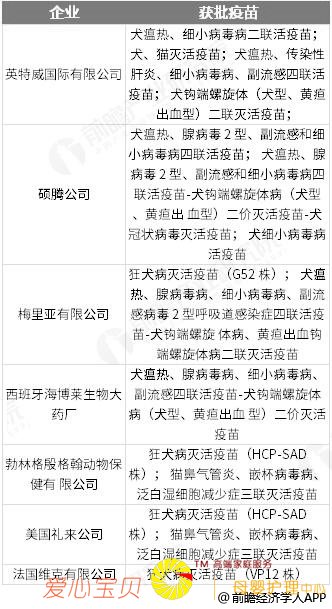 企业 获批疫苗
英特威国际有限公司
犬瘟热、细小病毒病二联活疫苗；
犬、猫灭活疫苗；犬瘟热、传染性
肝炎、细小病毒病、副流感四联活
疫苗；犬钩端螺旋体（犬型、黄疸
出血型）二联灭活疫苗；
硕腾公司
犬瘟热、腺病毒2型、副流感和细
小病毒病四联活疫苗；犬瘟热、腺
病毒2型、副流感和细小病毒病四
联活疫苗-犬钩端螺旋体病（犬型
、黄疸出 血型）二价灭活疫苗-犬
冠状病毒灭活疫苗；犬细小病毒病
活疫苗
梅里亚有限公司
狂犬病灭活疫苗（G52 株）；犬瘟
热、腺病毒病、细小病毒病、副流
感病毒2型呼吸道感染症四联活疫
苗-犬钩端螺旋 体病、黄疸出血钩
端螺旋体病二联灭活疫苗
西班牙海博莱生物大
药厂
犬瘟热、腺病毒病、细小病毒病、
副流感四联活疫苗-犬钩端螺旋体
病（犬型、黄疸出血 型）二价灭活
疫苗
勃林格殷格翰动物保
健有 限公司
狂犬病灭活疫苗（HCP-SAD
株）；猫鼻气管炎、嵌杯病毒病、
泛白湿细胞减少症三联灭活疫苗
美国礼来公司
狂犬病灭活疫苗（HCP-SAD
株）；猫鼻气管炎、嵌杯病毒病、
泛白湿细胞减少症三联灭活疫苗
法国维克有限公司
狂犬病灭活疫苗（VP12 株）
TM 高端家庭服务
爱心宝贝 母婴护理中心
@前瞻经济学人APP